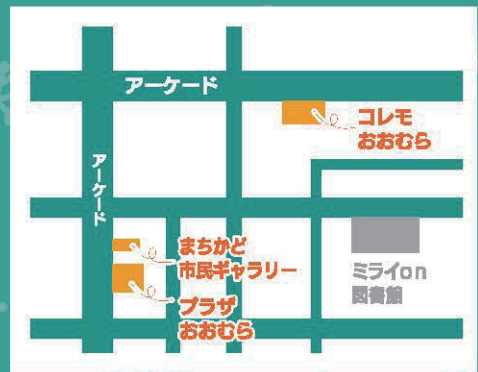 アーケード
コレモ
おおむら
アーケード
まちかど
市民ギャラリー
ミライon
図書館
プラザ
おおむら